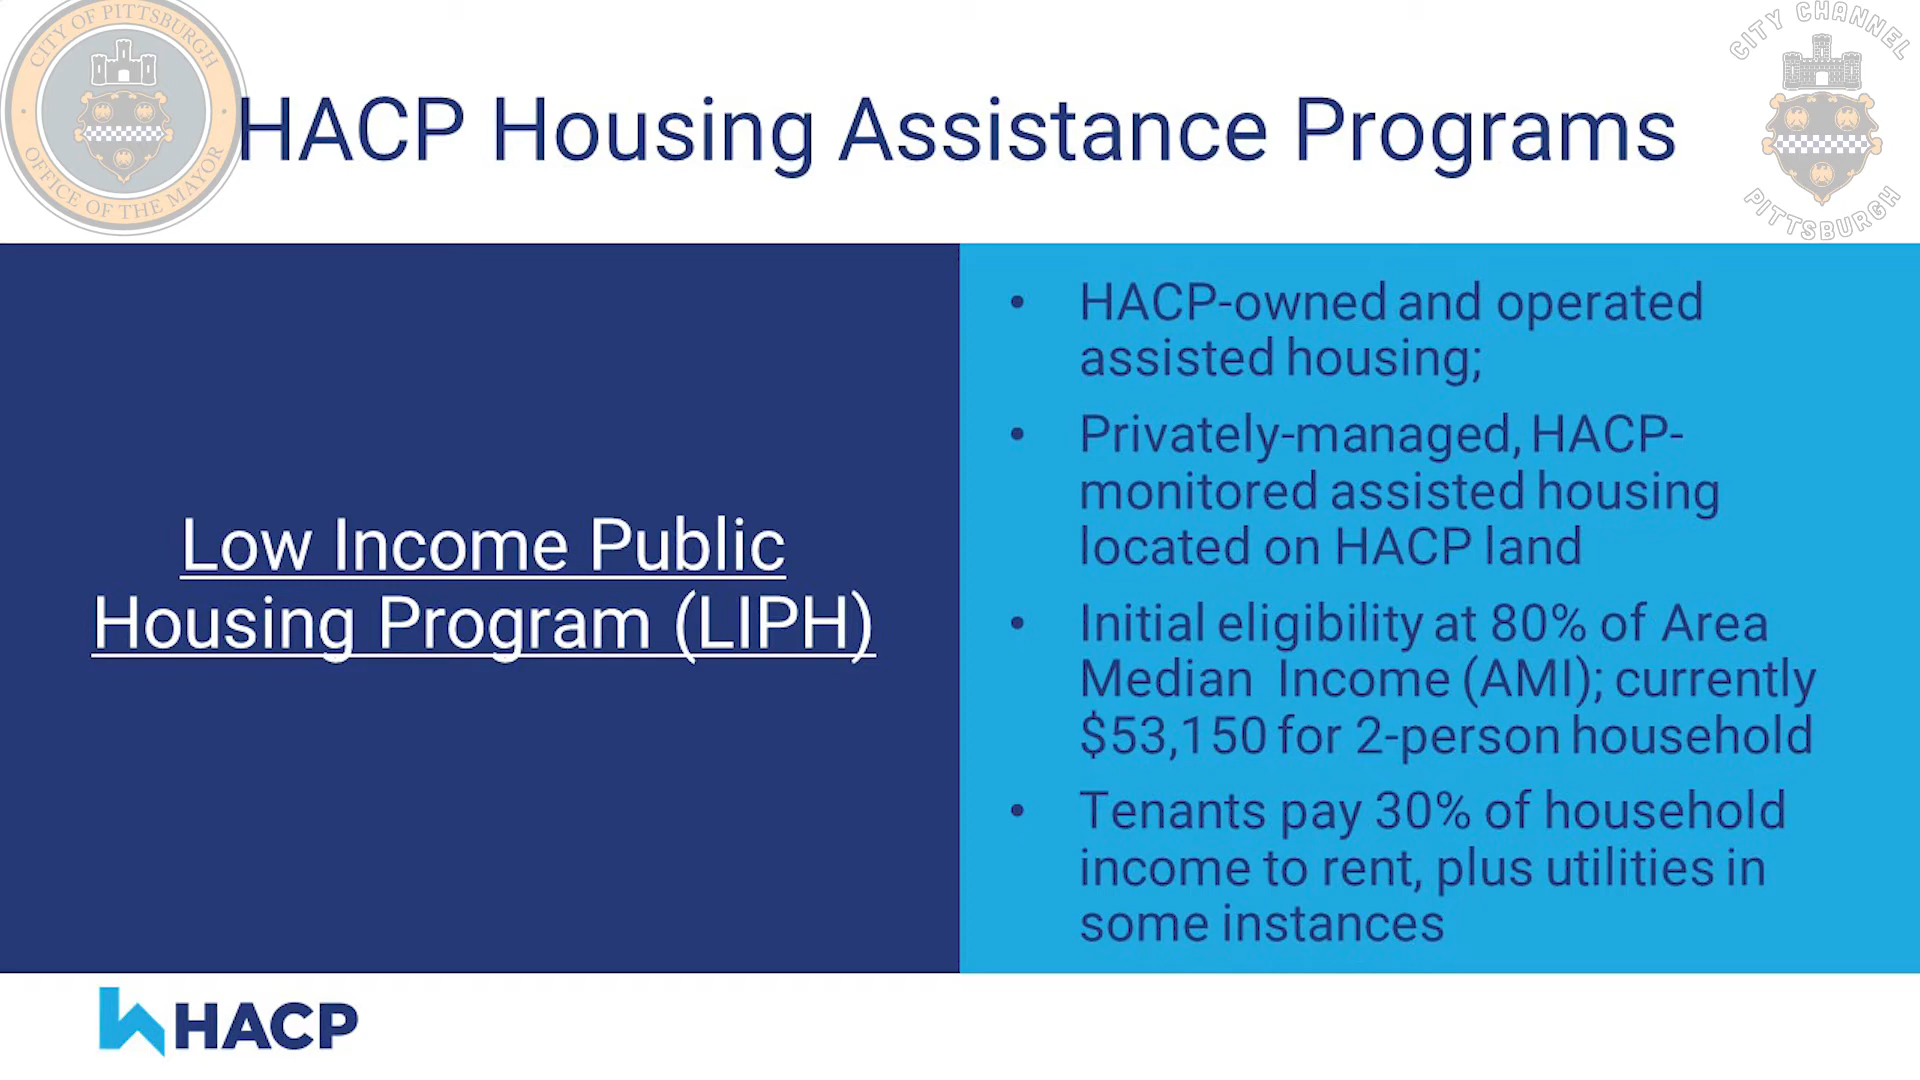 CITY OF PITTSBURGH
OFFICE OF THE MAYOR
CITY CHANNEL
PITTSBURGH
HACP Housing Assistance Programs
Low Income Public
Housing Program (LIPH)
• HACP-owned and operated
assisted housing;
• Privately-managed, HACP-
monitored assisted housing
located on HACP land
• Initial eligibility at 80% of Area
Median Income (AMI); currently
$53,150 for 2-person household
• Tenants pay 30% of household
income to rent, plus utilities in
some instances
HACP